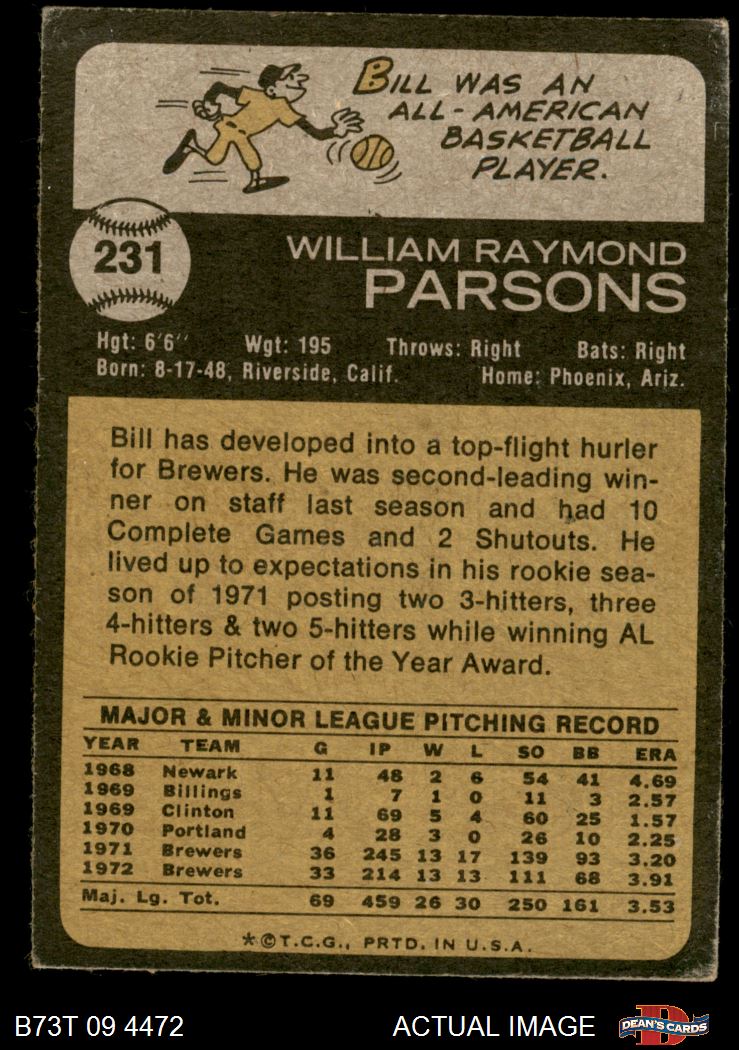 BILL WAS AN
ALL-AMERICAN
BASKETBALL
PLAYER.
231
WILLIAM RAYMOND
PARSONS
Hgt: 6'6" Wgt: 195 Throws: Right Bats: Right
Born: 8-17-48, Riverside, Calif. Home: Phoenix, Ariz.
Bill has developed into a top-flight hurler
for Brewers. He was second-leading win-
ner on staff last season and had 10
Complete Games and 2 Shutouts. He
lived up to expectations in his rookie sea-
son of 1971 posting two 3-hitters, three
4-hitters & two 5-hitters while winning AL
Rookie Pitcher of the Year Award.
MAJOR & MINOR LEAGUE PITCHING RECORD
YEAR TEAM G IP W L SO BB ERA
1968 Newark 11 48 2 6 54 41 4.69
1969 Billings 1 7 1 0 11 3 2.57
1969 Clinton 11 69 5 4 60 25 1.57
1970 Portland 4 28 3 0 26 10 2.25
1971 Brewers 36 245 13 17 139 93 3.20
1972 Brewers 33 214 13 13 111 68 3.91
Maj. Lg. Tot. 69 459 26 30 250 161 3.53
*©T.C.G., PRTD. IN U.S.A.
B73T 09 4472 ACTUAL IMAGE D DEAN'S CARDS